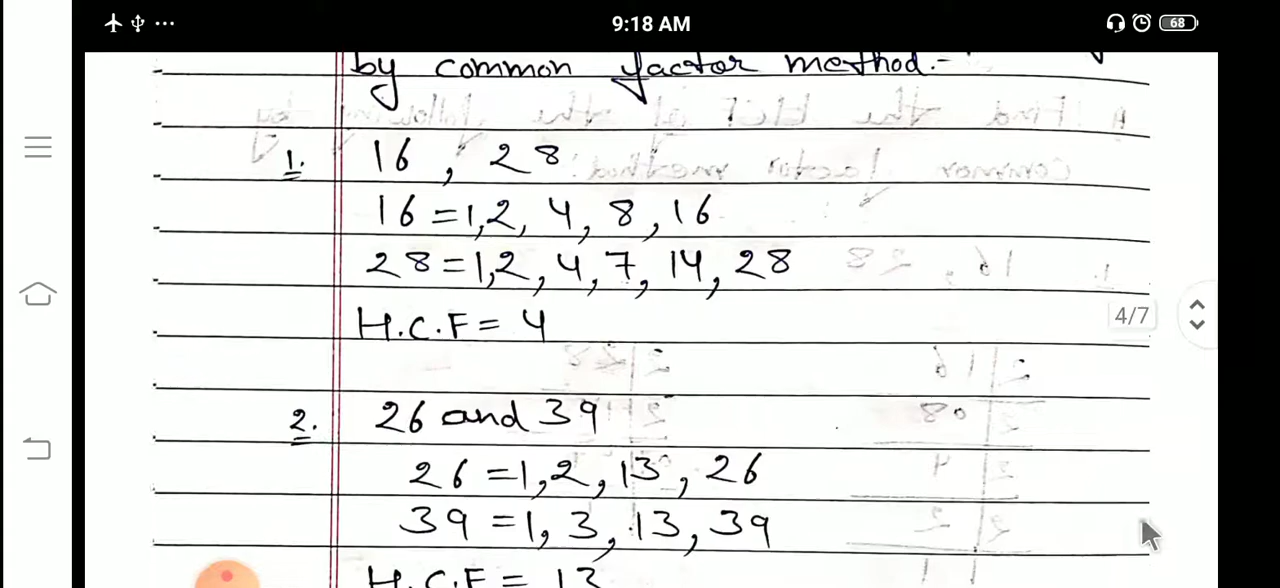 9:18 AM
68
by common factor method.-
1. 16, 28
16 = 1, 2, 4, 8, 16
28 = 1, 2, 4, 7, 14, 28
H.C.F = 4
4/7
2. 26 and 39
26 = 1, 2, 13, 26
39 = 1, 3, 13, 39
H.C.F = 13